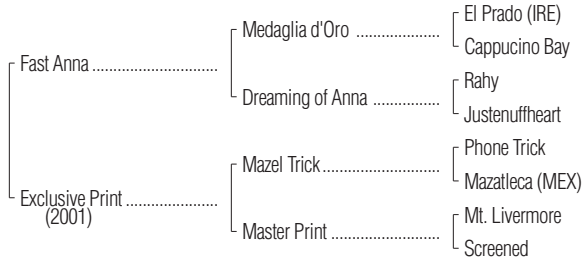 El Prado (IRE)
Medaglia d'Oro ..................
Cappucino Bay
Fast Anna ...........................
Rahy
Dreaming of Anna ..............
Justenuffheart
Phone Trick
Mazel Trick.........................
Mazatleca (MEX)
Exclusive Print ....................
(2001)
Mt. Livermore
Master Print .......................
Screened